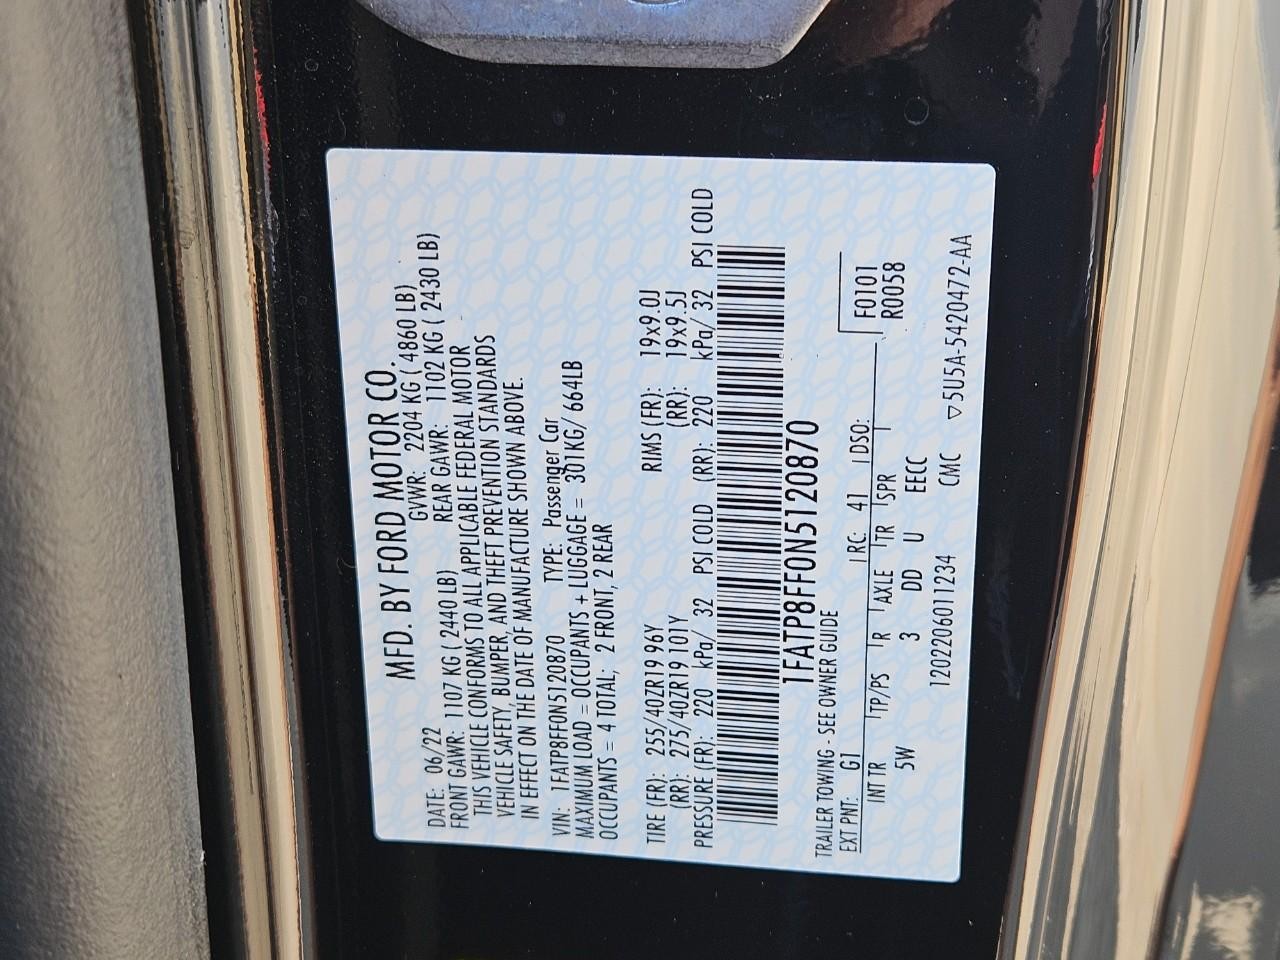 MFD. BY FORD MOTOR CO.
DATE: 06/22 GVWR: 2204 KG ( 4860 LB)
FRONT GAWR: 1107 KG ( 2440 LB) REAR GAWR: 1102 KG ( 2430 LB)
THIS VEHICLE CONFORMS TO ALL APPLICABLE FEDERAL MOTOR
VEHICLE SAFETY, BUMPER, AND THEFT PREVENTION STANDARDS
IN EFFECT ON THE DATE OF MANUFACTURE SHOWN ABOVE.
VIN: 1FATP8FF0N5120870 TYPE: Passenger Car
MAXIMUM LOAD = OCCUPANTS + LUGGAGE = 301KG/ 664LB
OCCUPANTS = 4 TOTAL; 2 FRONT, 2 REAR
TIRE (FR): 255/40ZR19 96Y RIMS (FR): 19x9.0J
(RR): 275/40ZR19 101Y (RR): 19x9.5J
PRESSURE (FR): 220 kPa/ 32 PSI COLD (RR): 220 kPa/ 32 PSI COLD
1FATP8FF0N5120870
TRAILER TOWING - SEE OWNER GUIDE
EXT PNT: G1 RC: 41 DSO: F0101
INT TR TP/PS R AXLE TR SPR R0058
5W 3 DD U EECC
12022060 11234 CMC ▽5U5A-5420472-AA